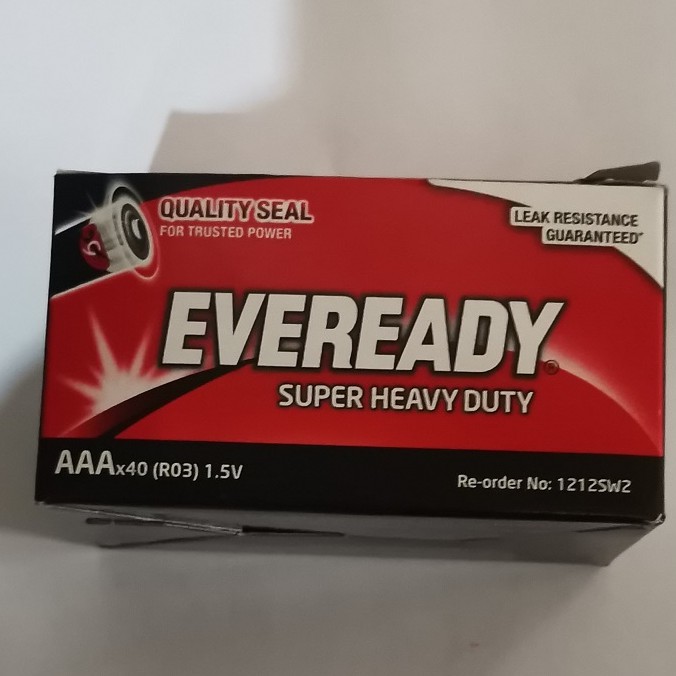 QUALITY SEAL
FOR TRUSTED POWER
LEAK RESISTANCE
GUARANTEED*
EVEREADY®
SUPER HEAVY DUTY
AAAx40 (R03) 1.5V
Re-order No: 1212SW2